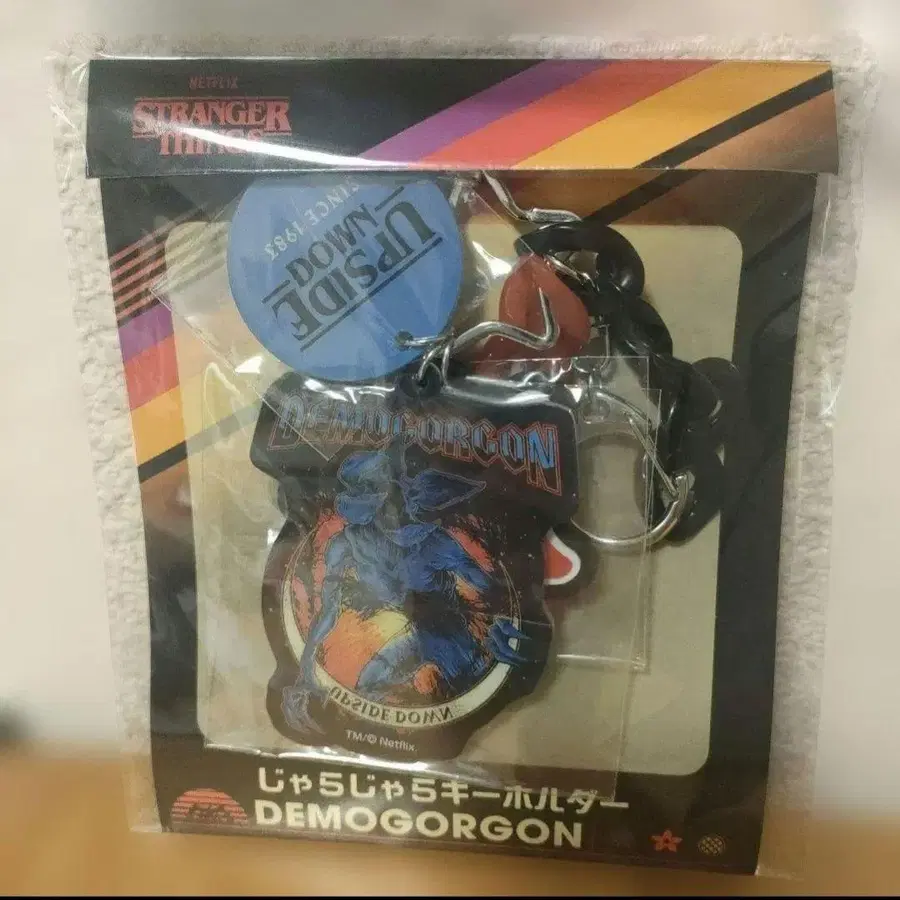 NETFLIX
STRANGER
THINGS
UPSIDE
DOWN
SINCE 1983
DEMOGORGON
UPSIDE DOWN
TM/© Netflix.
じゃらじゃらキーホルダー
DEMOGORGON